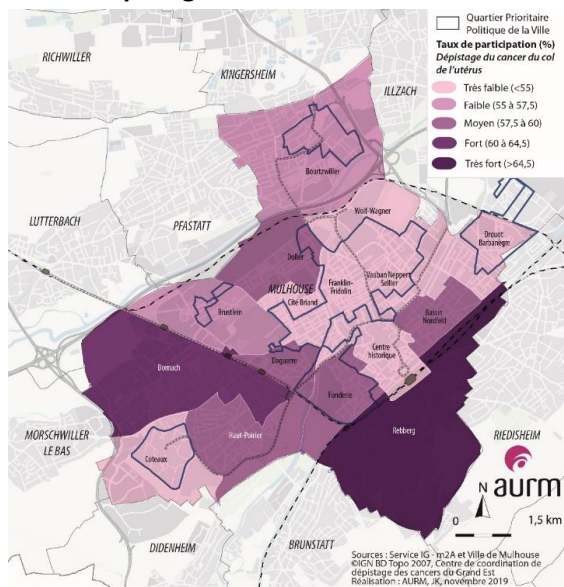 Quartier Prioritaire
Politique de la Ville
Taux de participation (%)
Dépistage du cancer du col
de l'utérus
Très faible (<55)
Faible (55 à 57,5)
Moyen (57,5 à 60)
Fort (60 à 64,5)
Très fort (>64,5)
RICHWILLER
KINGERSHEIM
ILLZACH
Bourtzwiller
LUTTERBACH
PFASTATT
Wolf-Wagner
Drouot
Barbanègre
Doller
Vauban Neppert
Sellier
Franklin-
Fridolin
MULHOUSE
Cité Briand
Brustlein
Bassin
Nordfeld
Centre
historique
Daguerre
Dornach
Fonderie
Haut-Poirier
Rebberg
MORSCHWILLER
LE BAS
Coteaux
RIEDISHEIM
aurm
N
0 1,5 km
DIDENHEIM
BRUNSTATT
Sources : Service IG - m2A et Ville de Mulhouse
©IGN BD Topo 2007, Centre de coordination de
dépistage des cancers du Grand Est
Réalisation : AURM, JK, novembre 2019